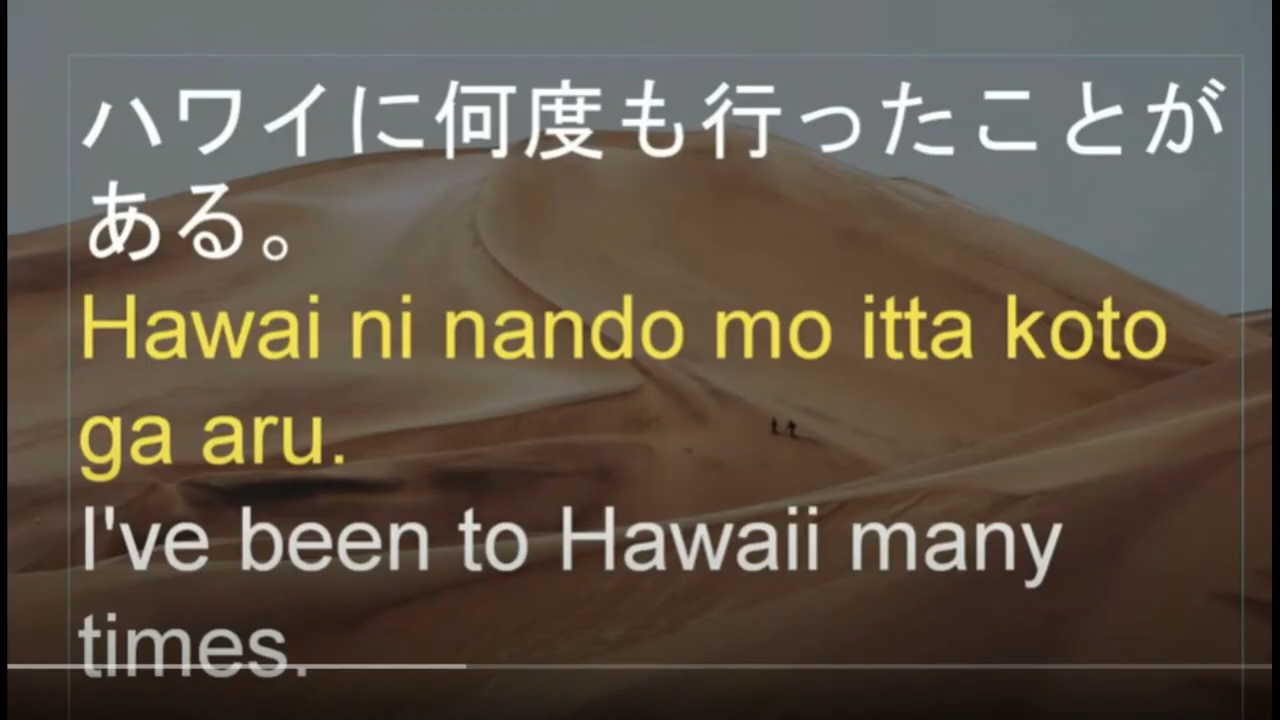 ハワイに何度も行ったことが
ある。
Hawai ni nando mo itta koto
ga aru.
I've been to Hawaii many
times.